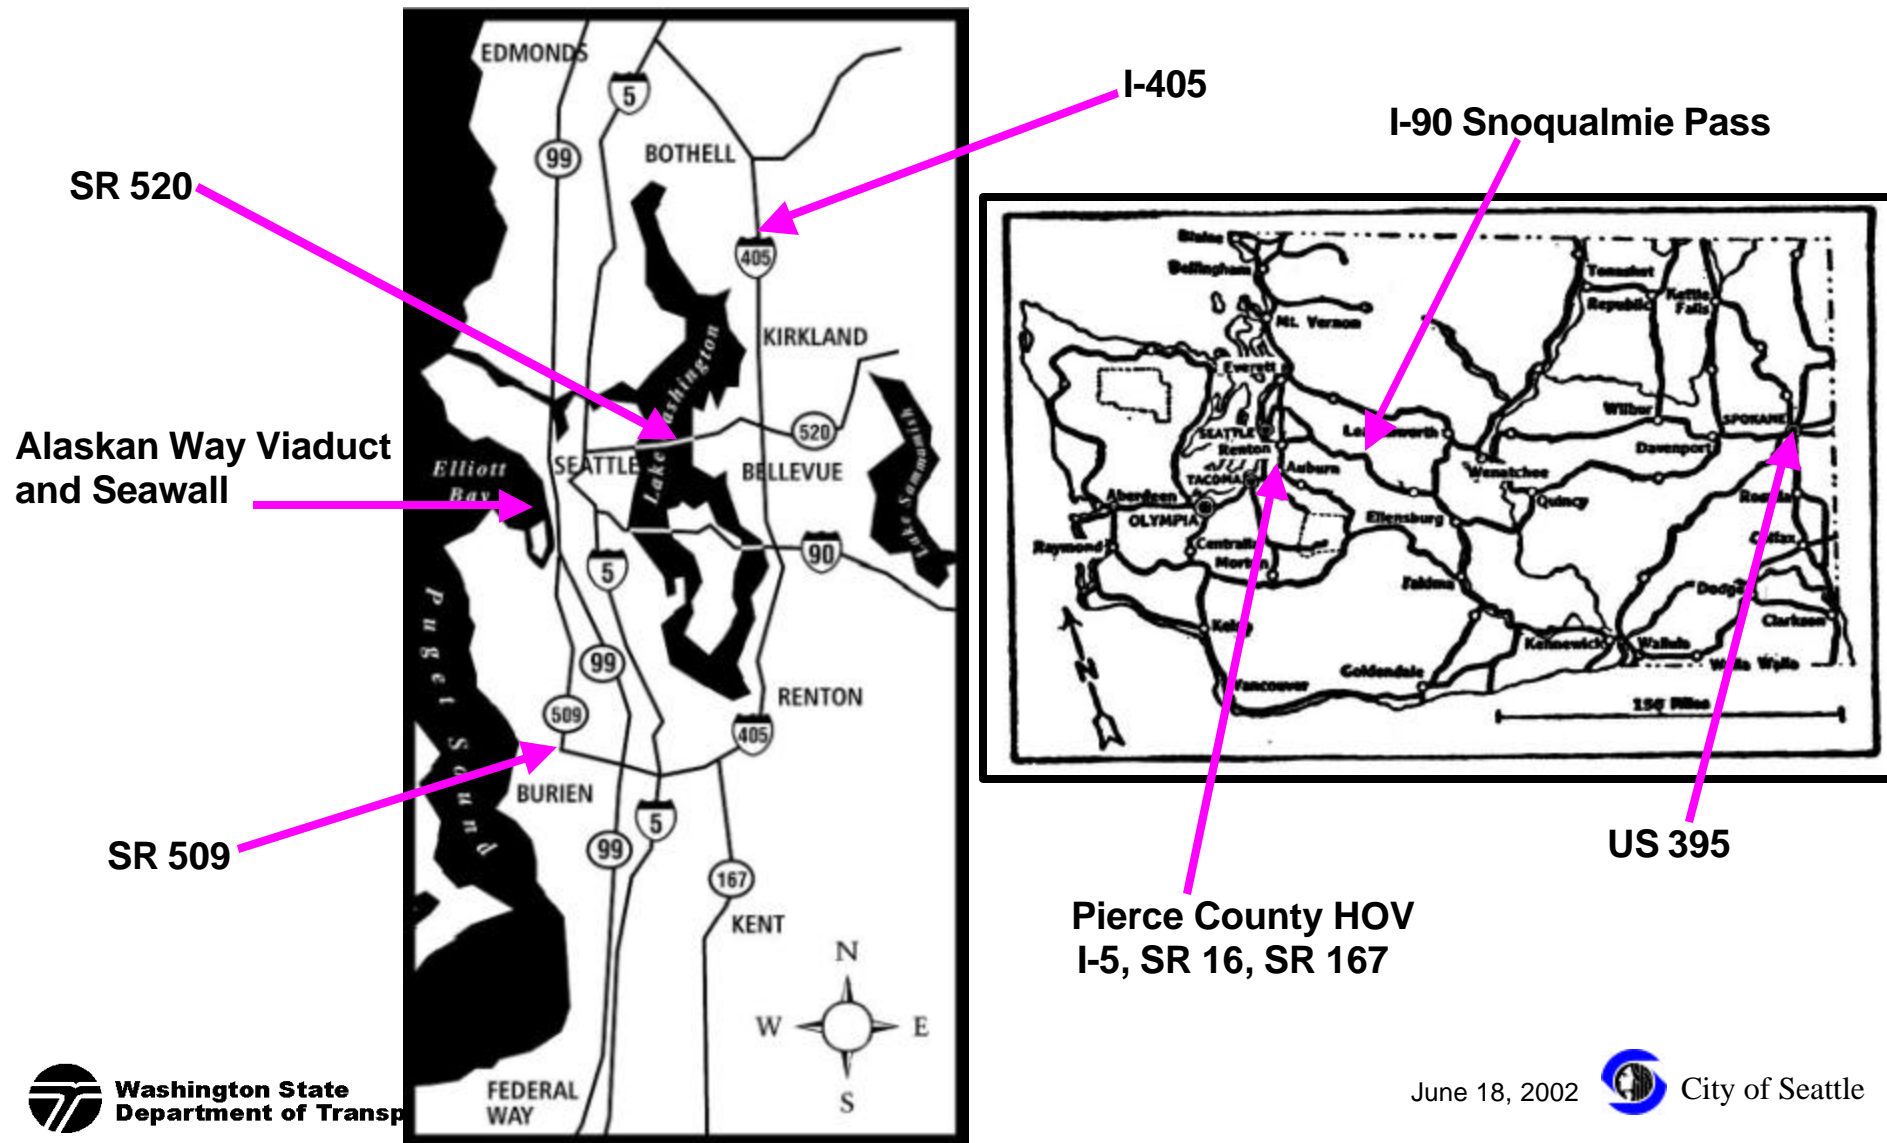 SR 520
Alaskan Way Viaduct
and Seawall
SR 509
I-405
I-90 Snoqualmie Pass
Pierce County HOV
I-5, SR 16, SR 167
US 395
EDMONDS
5
99
BOTHELL
405
Lake Washington
KIRKLAND
520
Elliott
Bay
SEATTLE
BELLEVUE
Lake Sammamish
90
5
Puget Sound
99
509
RENTON
405
BURIEN
5
99
167
KENT
FEDERAL
WAY
N
W
E
S
Blaine
Bellingham
Tonasket
Republic
Kettle
Falls
Mt. Vernon
Everett
Wilbur
SPOKANE
SEATTLE
Leavenworth
Renton
Davenport
Auburn
Wenatchee
TACOMA
Aberdeen
Quincy
Rosalia
OLYMPIA
Ellensburg
Raymond
Centralia
Colfax
Morton
Yakima
Dodge
Kelso
Clarkston
Kennewick
Wallula
Goldendale
Walla Walla
Vancouver
150 Miles
N
Washington State
Department of Transp
June 18, 2002
City of Seattle